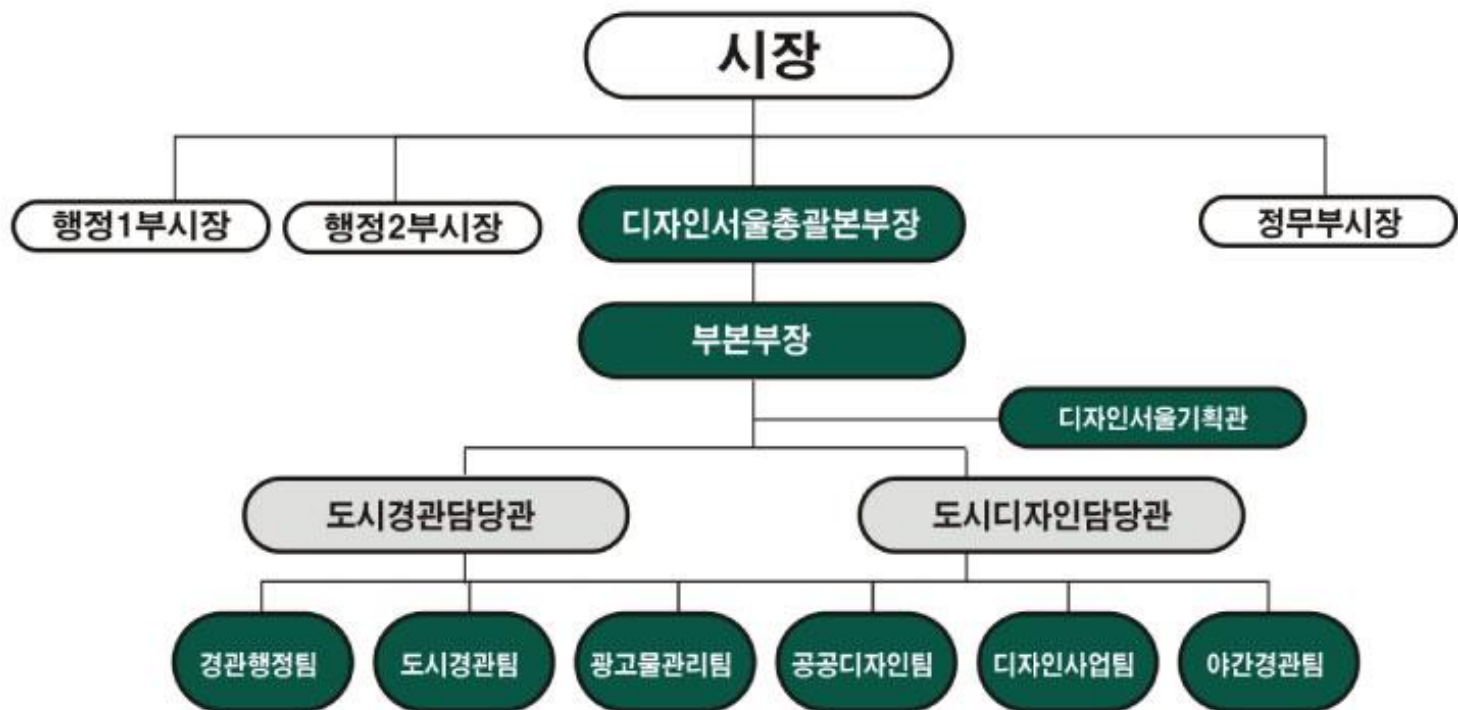 시장
행정1부시장
행정2부시장
디자인서울총괄본부장
정무부시장
부본부장
디자인서울기획관
도시경관담당관
도시디자인담당관
경관행정팀
도시경관팀
광고물관리팀
공공디자인팀
디자인사업팀
야간경관팀